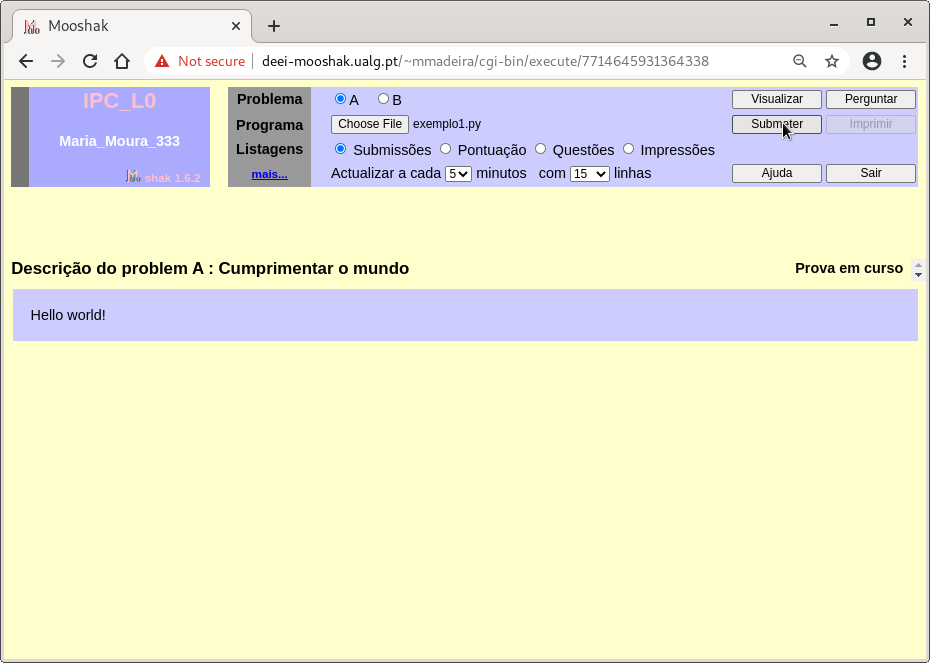 Mooshak
Not secure deei-mooshak.ualg.pt/~mmadeira/cgi-bin/execute/7714645931364338
IPC_L0
Maria_Moura_333
shak 1.6.2
Problema A B Visualizar Perguntar
Programa Choose File exemplo1.py Submeter Imprimir
Listagens Submissões Pontuação Questões Impressões
mais... Actualizar a cada 5 minutos com 15 linhas Ajuda Sair
Descrição do problem A : Cumprimentar o mundo Prova em curso
Hello world!